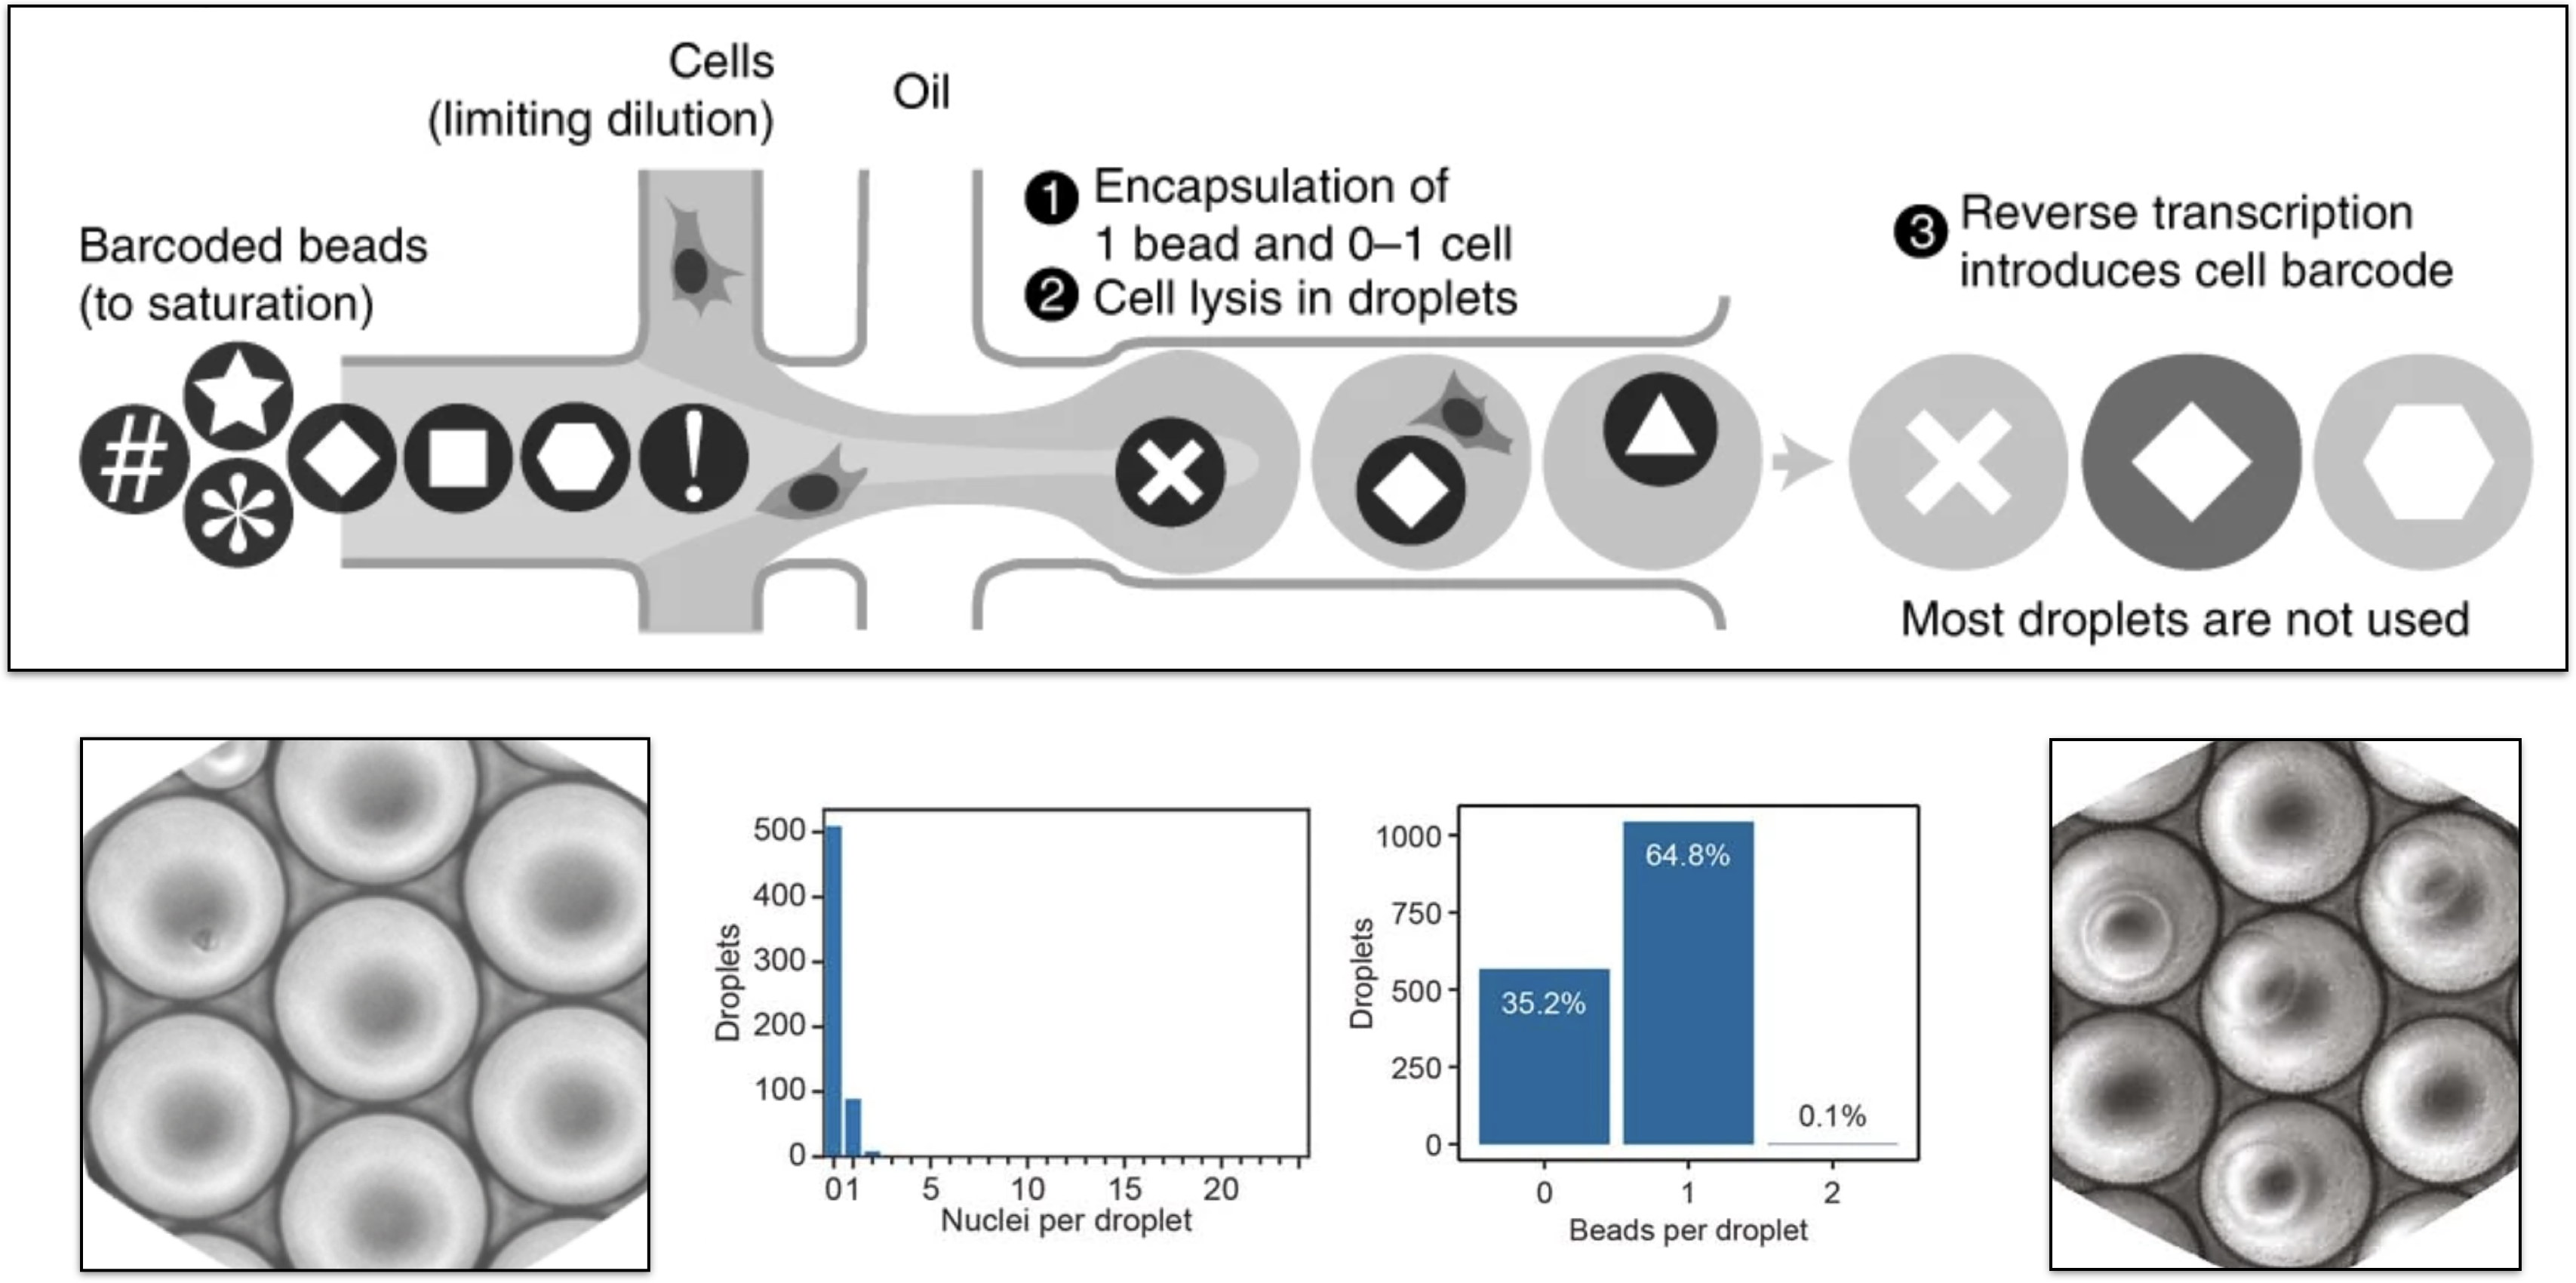 Cells
(limiting dilution)
Oil
Barcoded beads
(to saturation)
1 Encapsulation of
1 bead and 0–1 cell
2 Cell lysis in droplets
3 Reverse transcription
introduces cell barcode
# ! *
Most droplets are not used
Droplets
500
400
300
200
100
0
0 1 5 10 15 20
Nuclei per droplet
Droplets
1000
750
500
250
0
35.2%
64.8%
0.1%
0 1 2
Beads per droplet